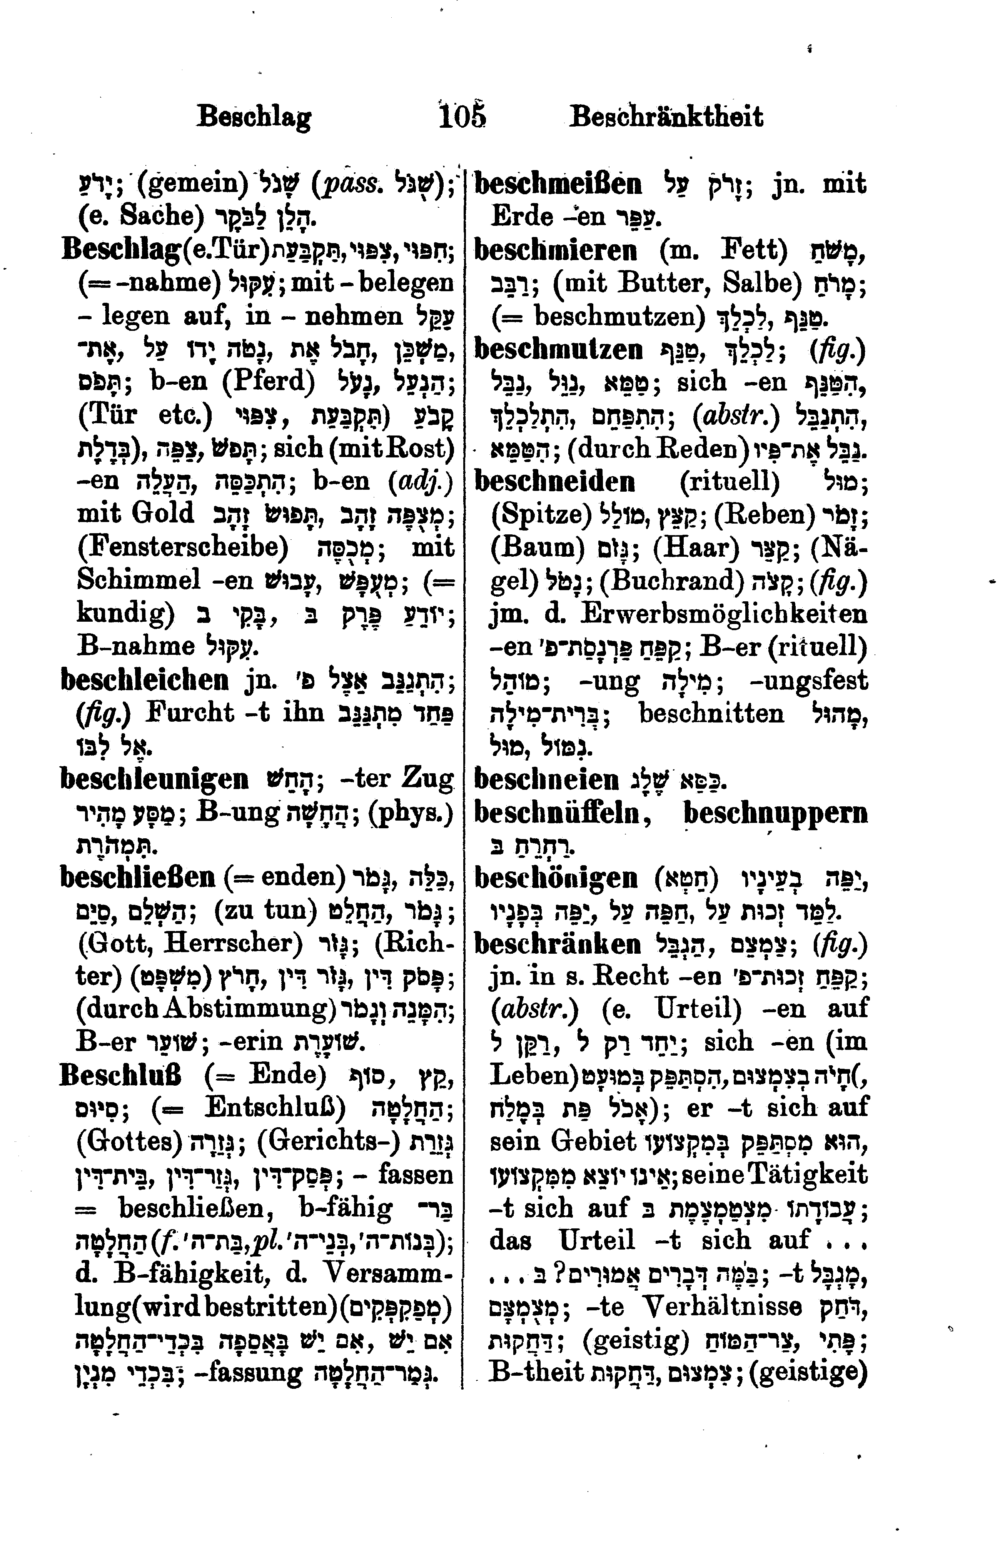 Beschlag 105 Beschränktheit
יָדֹעַ; (gemein) שָׁגֹל (pass. שֻׁגַּל);
(e. Sache) הָלֵן לַבֹּקֶר.
Beschlag (e. Tür) חִפּוּי, צִפּוּי, תִּקְבַּעַת;
(= -nahme) עִקּוּל; mit – belegen
– legen auf, in – nehmen עַקֵּל
מַשְׁכֵּן, חָבֹל אֶת, נָטֹה יָדוֹ עַל, אֶת־,
תָּפֹס; b-en (Pferd) הַנְעֵל, נָעֹל;
(Tür etc.) קָבֹעַ (תִּקְבַּעַת, צִפּוּי
בְּדֶלֶת), צַפֵּה, תָּפֹשׂ; sich (mit Rost)
-en הִתְכַּסֵּה, הַעֲלֵה; b-en (adj.)
mit Gold מְצֻפֶּה זָהָב, תָּפוּשׂ זָהָב;
(Fensterscheibe) מְכֻסֶּה; mit
Schimmel -en מְעֻפָּשׁ, עָבוּשׁ; (=
kundig) יוֹדֵעַ פֶּרֶק בְּ, בָּקִי בְ;
B-nahme עִקּוּל.
beschleichen jn. הִתְגַּנֵּב אֵצֶל פ׳;
(fig.) Furcht -t ihn פַּחַד מִתְגַּנֵּב
אֶל לִבּוֹ.
beschleunigen הָחֵשׁ; -ter Zug
מַסָּע מָהִיר; B-ung הֶחָשָׁה; (phys.)
תִּמְהֹרֶת.
beschließen (= enden) גָּמֹר, כַּלֵּה,
סַיֵּם, הַשְׁלֵם; (zu tun) גָּמֹר, הַחְלֵט;
(Gott, Herrscher) גָּזֹר; (Rich-
ter) פָּסֹק דִּין, גָּזֹר דִּין, חָרֹץ (מִשְׁפָּט);
(durch Abstimmung) הִמָּנֵה וְגָמֹר;
B-er שׁוֹעֵר; -erin שׁוֹעֶרֶת.
Beschluß (= Ende) סוֹף, קֵץ,
סִיּוּם; (= Entschluß) הַחְלָטָה;
(Gottes) גְּזֵרָה; (Gerichts-) גְּזֵרַת
בֵּית־דִּין, גְּזַר־דִּין, פְּסַק־דִּין; – fassen
= beschließen, b-fähig בַּר־
הַחְלָטָה (f. בַּת־ה׳, pl. בְּנֵי־ה׳, בְּנוֹת־ה׳);
d. B-fähigkeit, d. Versamm-
lung (wird bestritten) (מְפַקְפְּקִים)
אִם יֵשׁ, אִם יֵשׁ בָּאֲסֵפָה בִּכְדֵי־הַחְלָטָה
בִּכְדֵי מִנְיָן; -fassung גְּמַר־הַחְלָטָה.
beschmeißen זָרֹק עַל; jn. mit
Erde -en עַפֵּר.
beschmieren (m. Fett) מָשֹׁחַ,
רַבֵּב; (mit Butter, Salbe) מָרֹחַ;
(= beschmutzen) טַנֵּף, לַכְלֵךְ.
beschmutzen לַכְלֵךְ, טַנֵּף; (fig.)
טַמֵּא, נַוֵּל, נַבֵּל; sich -en הִטַּנֵּף,
הִתְלַכְלֵךְ, הִתְפַּחֵם; (abstr.) הִתְנַבֵּל,
הִטַּמֵּא; (durch Reden) נַבֵּל אֶת־פִּיו.
beschneiden (rituell) מוּל;
(Spitze) קַצֵּץ, מוֹלֵל; (Reben) זָמֹר;
(Baum) גָּזֹם; (Haar) קַצֵּר; (Nä-
gel) נָטֹל; (Buchrand) קַצֵּה; (fig.)
jm. d. Erwerbsmöglichkeiten
-en קַפֵּחַ פַּרְנָסַת־פ׳; B-er (rituell)
מוֹהֵל; -ung מִילָה; -ungsfest
בְּרִית־מִילָה; beschnitten מָהוּל,
נִמּוֹל, מוּל.
beschneien כַּסֵּא שֶׁלֶג.
beschnüffeln, beschnuppern
רַחְרֵחַ בְּ.
beschönigen (חֵטְא) יַפֵּה בְעֵינָיו,
לַמֵּד זְכוּת עַל, חַפֵּה עַל, יַפֵּה בְּפָנָיו.
beschränken צַמְצֵם, הַגְבֵּל; (fig.)
jn. in s. Recht -en קַפֵּחַ זְכוּת־פ׳;
(abstr.) (e. Urteil) -en auf
יַחֵד רַק לְ, רַקֵּן לְ; sich -en (im
Leben) הִסְתַּפֵּק בְּמוּעָט (חָיֹה בְצִמְצוּם,
אָכֹל פַּת בְּמֶלַח); er -t sich auf
sein Gebiet הוּא מִסְתַּפֵּק בְּמִקְצוֹעוֹ,
אֵינוֹ יוֹצֵא מִמִּקְצוֹעוֹ; seine Tätigkeit
-t sich auf עֲבוֹדָתוֹ מִצְטַמְצֶמֶת בְּ;
das Urteil -t sich auf . . .
בַּמֶּה דְּבָרִים אֲמוּרִים? בְּ . . . ; -t מֻגְבָּל,
מְצֻמְצָם; -te Verhältnisse דֹּחַק,
דַּחֲקוּת; (geistig) צַר־הַמּוֹחַ, פֶּתִי;
B-theit צִמְצוּם, דַּחֲקוּת; (geistige)